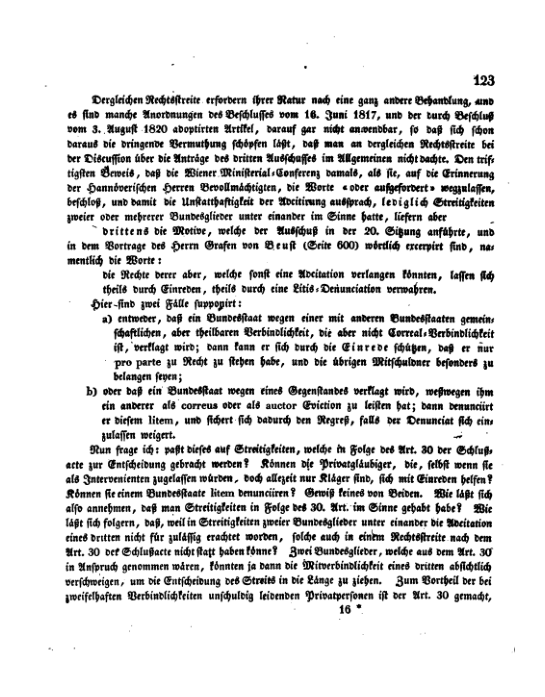 123
Dergleichen Rechtsstreite erfordern ihrer Natur nach eine ganz andere Behandlung, und
es sind manche Anordnungen des Beschlusses vom 16. Juni 1817, und der durch Beschluß
vom 3. August 1820 adoptirten Artikel, darauf gar nicht anwendbar, so daß sich schon
daraus die dringende Vermuthung schöpfen läßt, daß man an dergleichen Rechtsstreite bei
der Discussion über die Anträge des dritten Ausschusses im Allgemeinen nicht dachte. Den trif-
tigsten Beweis, daß die Wiener Ministerial-Conferenz damals, als sie, auf die Erinnerung
der Hannöverischen Herren Bevollmächtigten, die Worte «oder aufgefordert» wegzulassen,
beschloß, und damit die Unstatthaftigkeit der Adcitirung aussprach, lediglich Streitigkeiten
zweier oder mehrerer Bundesglieder unter einander im Sinne hatte, liefern aber
drittens die Motive, welche der Ausschuß in der 20. Sitzung anführte, und
in dem Vortrage des Herrn Grafen von Beust (Seite 600) wörtlich excerpirt sind, na-
mentlich die Worte:
die Rechte derer aber, welche sonst eine Adcitation verlangen könnten, lassen sich
theils durch Einreden, theils durch eine Litis-Denunciation verwahren.
Hier sind zwei Fälle supponirt:
a) entweder, daß ein Bundesstaat wegen einer mit anderen Bundesstaaten gemein-
schaftlichen, aber theilbaren Verbindlichkeit, die aber nicht Correal-Verbindlichkeit
ist, verklagt wird; dann kann er sich durch die Einrede schützen, daß er nur
pro parte zu Recht zu stehen habe, und die übrigen Mitschuldner besonders zu
belangen seyen;
b) oder daß ein Bundesstaat wegen eines Gegenstandes verklagt wird, weßwegen ihm
ein anderer als correus oder als auctor Eviction zu leisten hat; dann denunciirt
er diesem litem, und sichert sich dadurch den Regreß, falls der Denunciat sich ein-
zulassen weigert.
Nun frage ich: paßt dieses auf Streitigkeiten, welche in Folge des Art. 30 der Schluß-
acte zur Entscheidung gebracht werden? Können die Privatgläubiger, die, selbst wenn sie
als Intervenienten zugelassen würden, doch allezeit nur Kläger sind, sich mit Einreden helfen?
Können sie einem Bundesstaate litem denunciiren? Gewiß keines von Beiden. Wie läßt sich
also annehmen, daß man Streitigkeiten in Folge des 30. Art. im Sinne gehabt habe? Wie
läßt sich folgern, daß, weil in Streitigkeiten zweier Bundesglieder unter einander die Adcitation
eines dritten nicht für zulässig erachtet worden, solche auch in einem Rechtsstreite nach dem
Art. 30 der Schlußacte nicht statt haben könne? Zwei Bundesglieder, welche aus dem Art. 30
in Anspruch genommen wären, könnten ja dann die Mitverbindlichkeit eines dritten absichtlich
verschweigen, um die Entscheidung des Streits in die Länge zu ziehen. Zum Vortheil der bei
zweifelhaften Verbindlichkeiten unschuldig leidenden Privatpersonen ist der Art. 30 gemacht,
16 *